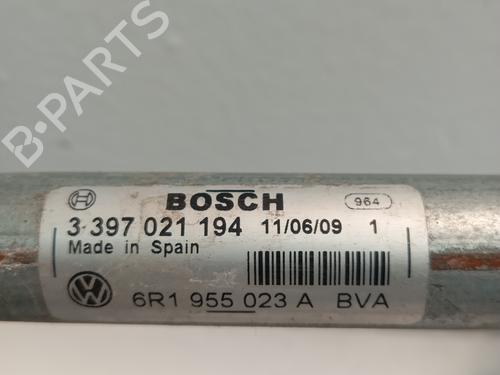 BOSCH
964
3 397 021 194 11/06/09 1
Made in Spain
6R1 955 023 A BVA
B-PARTS